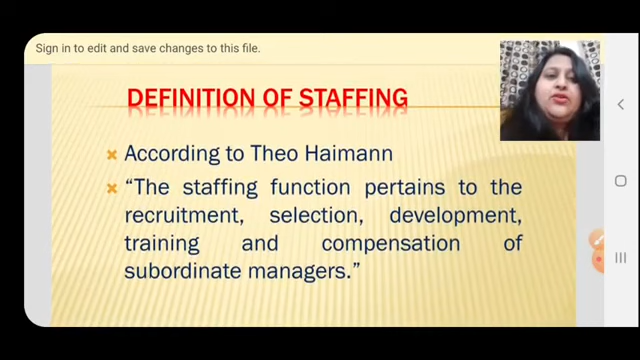 Sign in to edit and save changes to this file.
DEFINITION OF STAFFING
According to Theo Haimann
“The staffing function pertains to the
recruitment, selection, development,
training and compensation of
subordinate managers.”